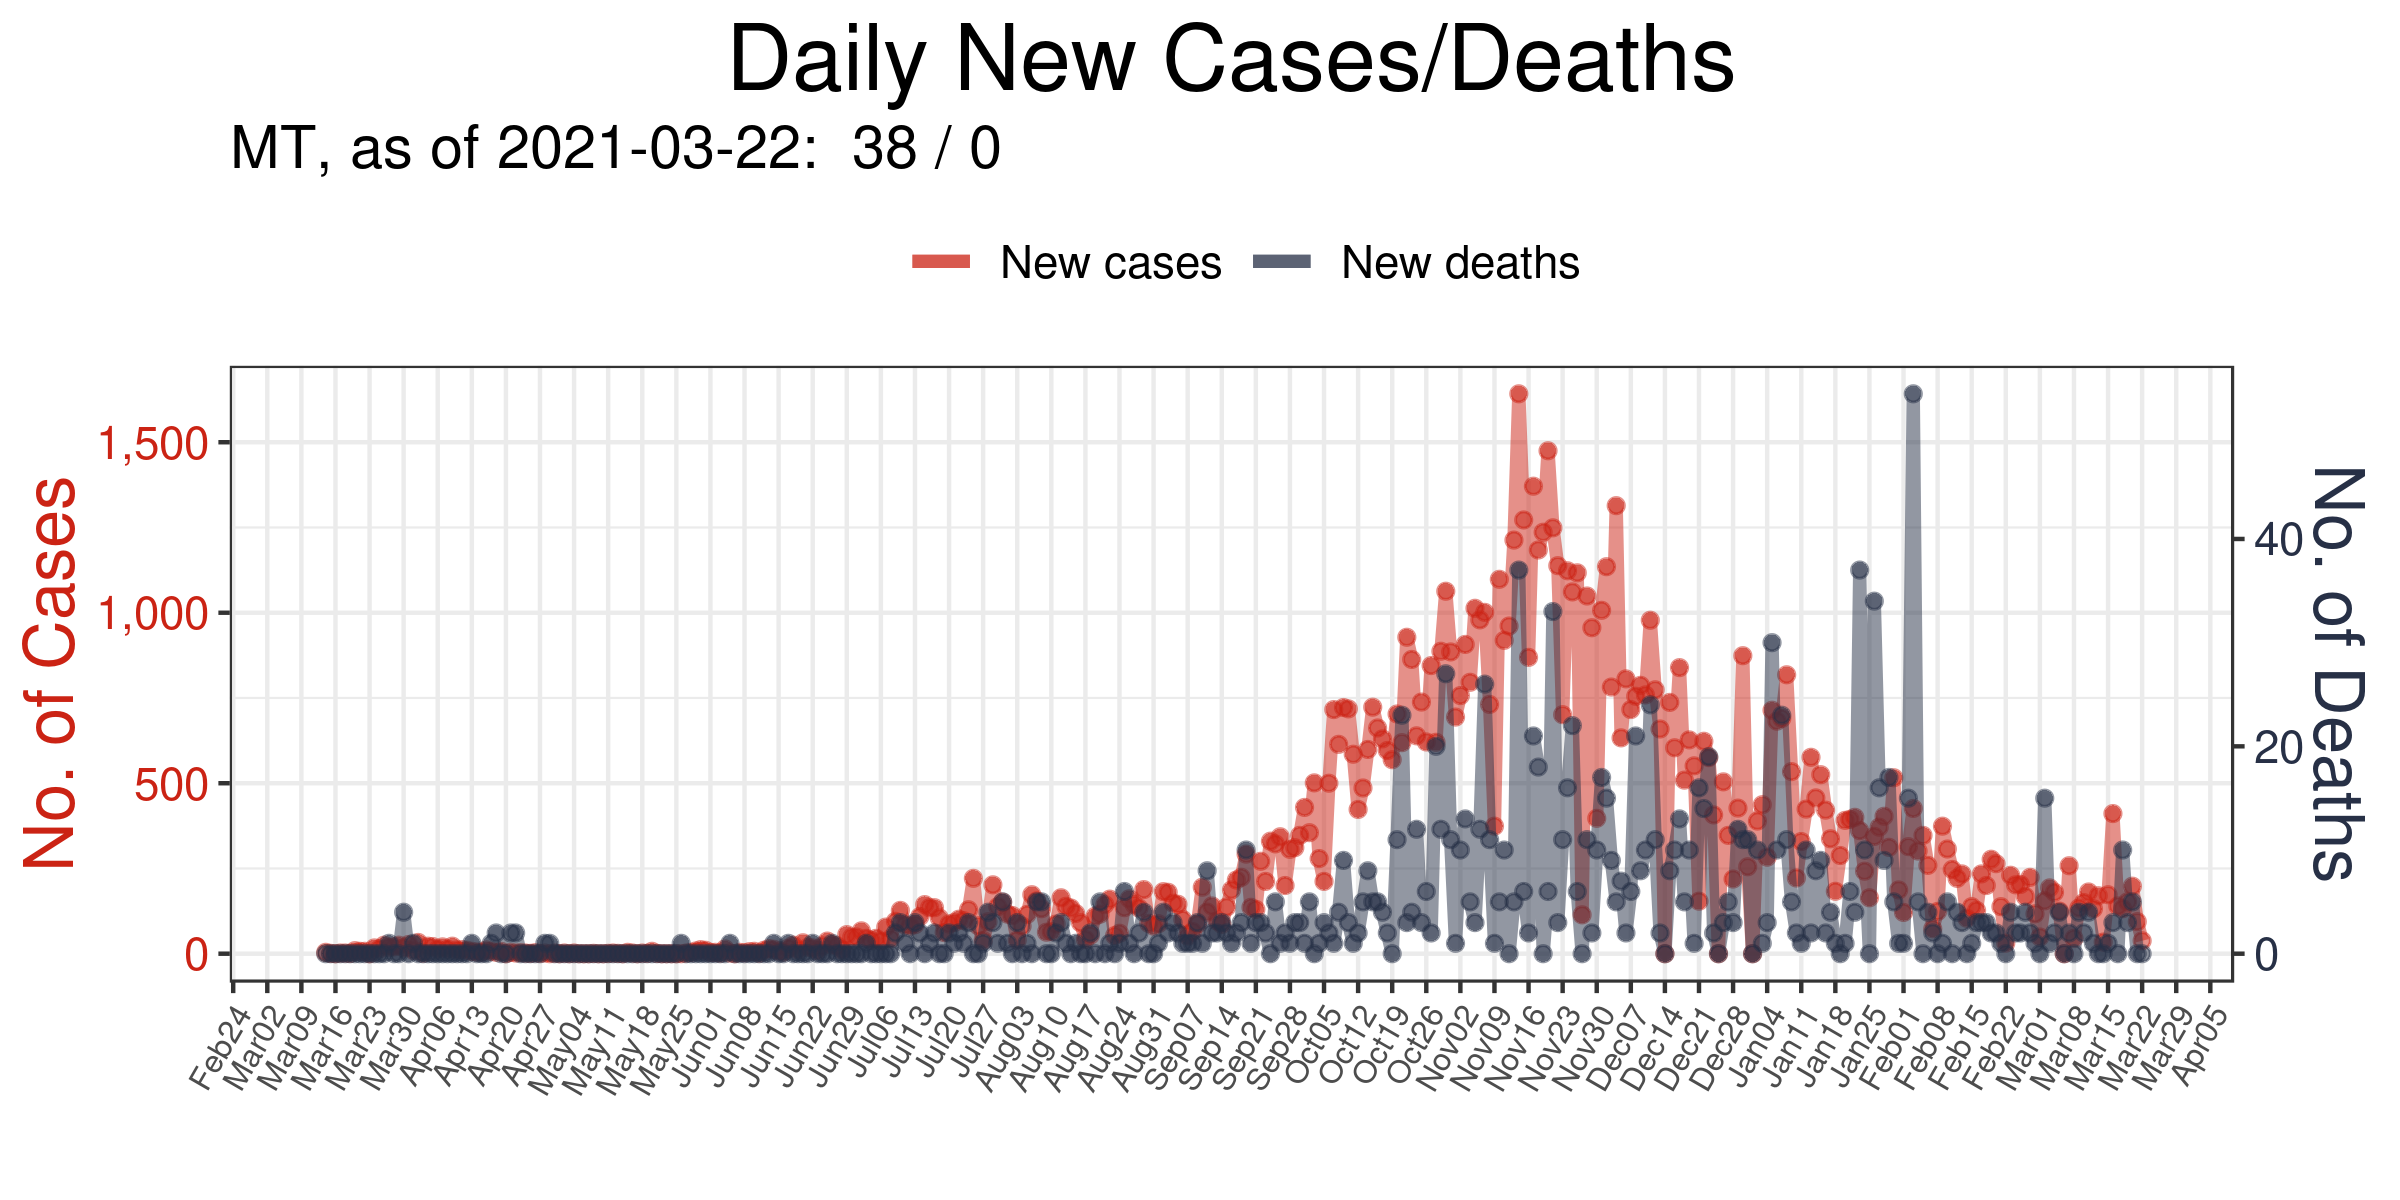 Daily New Cases/Deaths
MT, as of 2021-03-22: 38 / 0
New cases New deaths
No. of Cases
1,500
1,000
500
0
No. of Deaths
40
20
0
Feb24 Mar02 Mar09 Mar16 Mar23 Mar30 Apr06 Apr13 Apr20 Apr27 May04 May11 May18 May25 Jun01 Jun08 Jun15 Jun22 Jun29 Jul06 Jul13 Jul20 Jul27 Aug03 Aug10 Aug17 Aug24 Aug31 Sep07 Sep14 Sep21 Sep28 Oct05 Oct12 Oct19 Oct26 Nov02 Nov09 Nov16 Nov23 Nov30 Dec07 Dec14 Dec21 Dec28 Jan04 Jan11 Jan18 Jan25 Feb01 Feb08 Feb15 Feb22 Mar01 Mar08 Mar15 Mar22 Mar29 Apr05